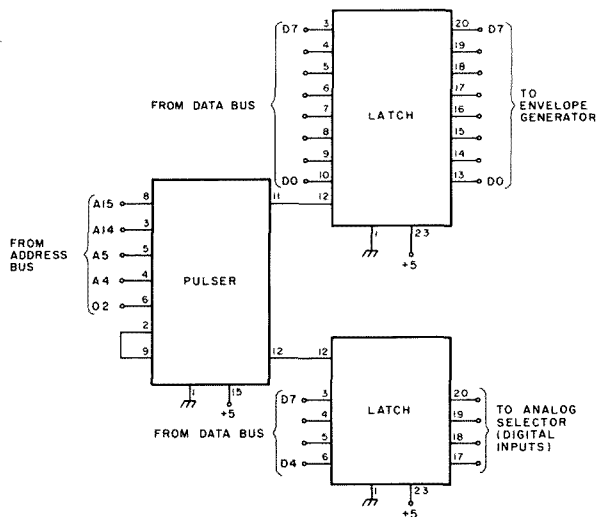 D7 3 20 D7
4 19
5 18
FROM DATA BUS 6 LATCH 17 TO ENVELOPE GENERATOR
7 16
8 15
9 14
D0 10 13 D0
11 12
1 23
+5
FROM ADDRESS BUS
A15 8
A14 3
A5 5
A4 4
02 6
2
9
PULSER
1 15
+5
12 12
LATCH
FROM DATA BUS
D7 3
4
5
D4 6
20
19
18
17
TO ANALOG SELECTOR (DIGITAL INPUTS)
1 23
+5